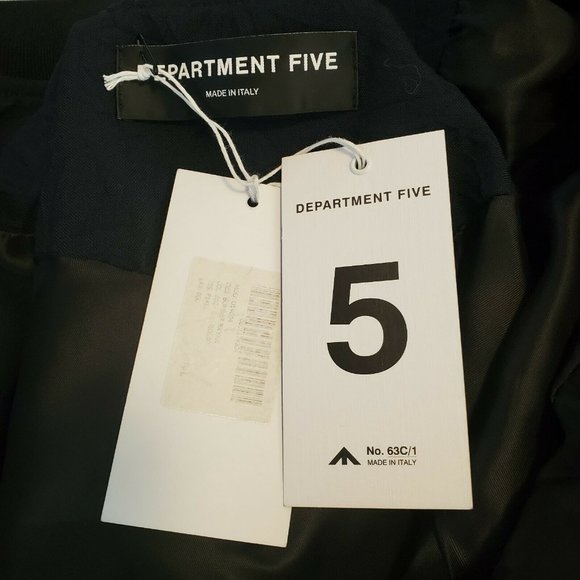 DEPARTMENT FIVE
MADE IN ITALY
DEPARTMENT FIVE
5
No. 63C/1
MADE IN ITALY